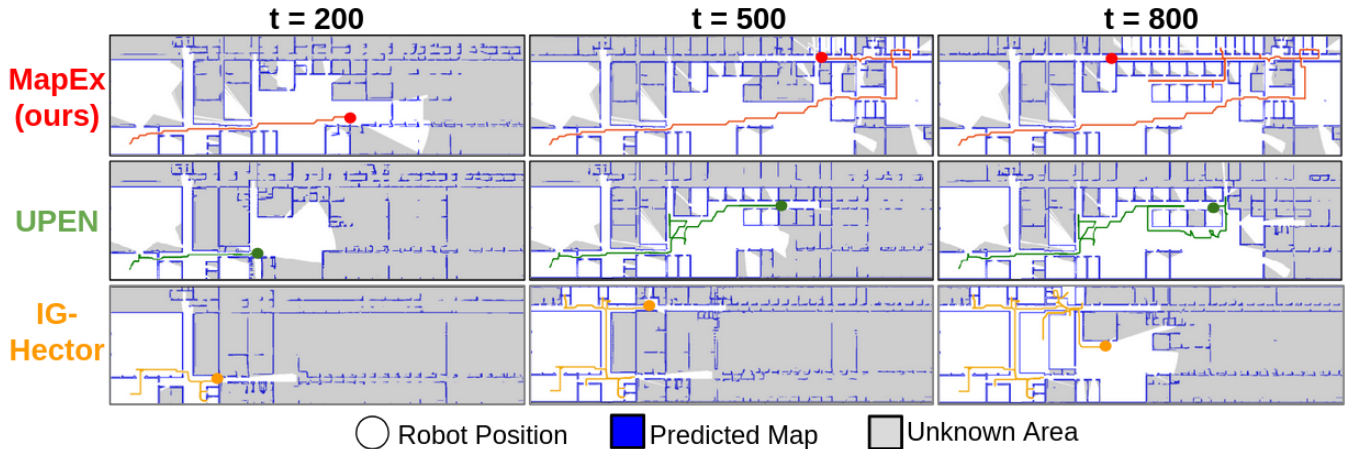 t = 200
t = 500
t = 800
MapEx
(ours)
UPEN
IG-
Hector
Robot Position
Predicted Map
Unknown Area